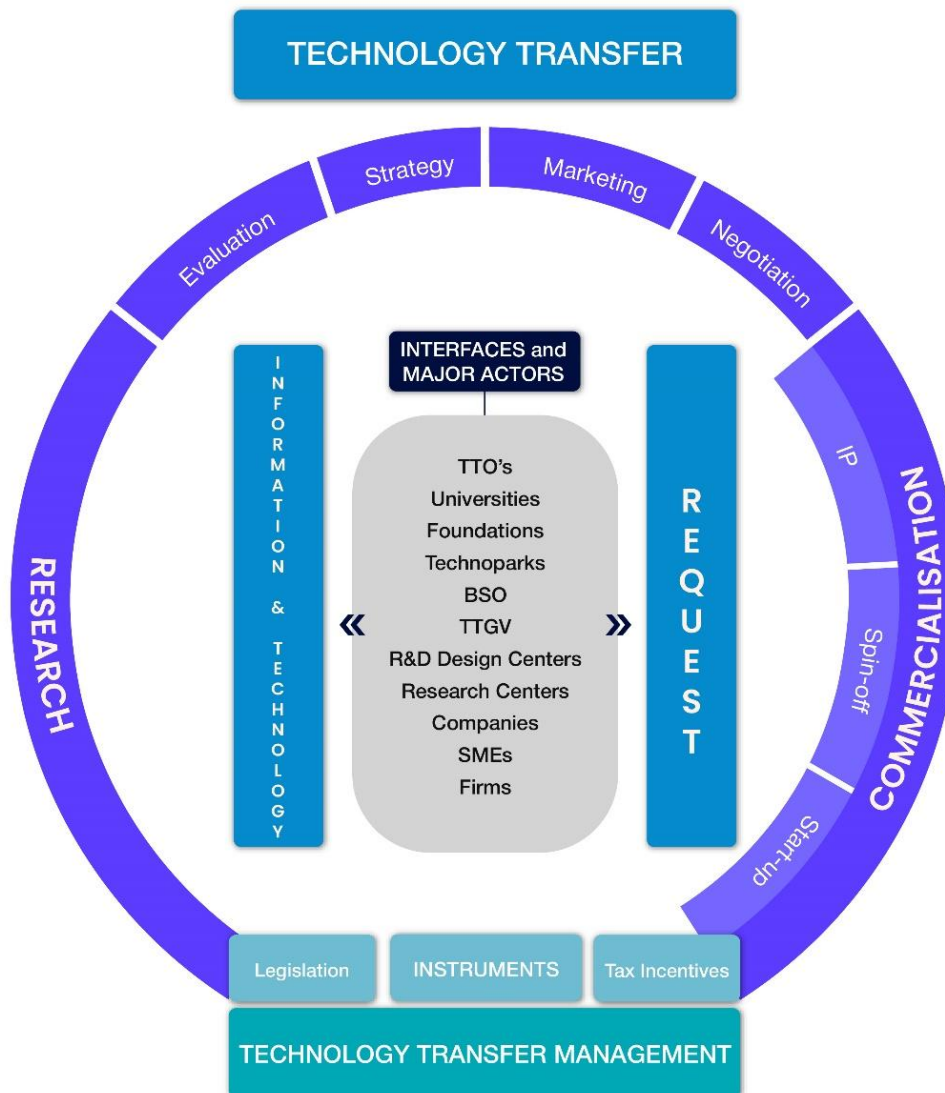 TECHNOLOGY TRANSFER
Evaluation
Strategy
Marketing
Negotiation
RESEARCH
INFORMATION & TECHNOLOGY
INTERFACES and
MAJOR ACTORS
TTO's
Universities
Foundations
Technoparks
BSO
TTGV
R&D Design Centers
Research Centers
Companies
SMEs
Firms
REQUEST
IP
Spin-off
Start-up
COMMERCIALISATION
Legislation
INSTRUMENTS
Tax Incentives
TECHNOLOGY TRANSFER MANAGEMENT